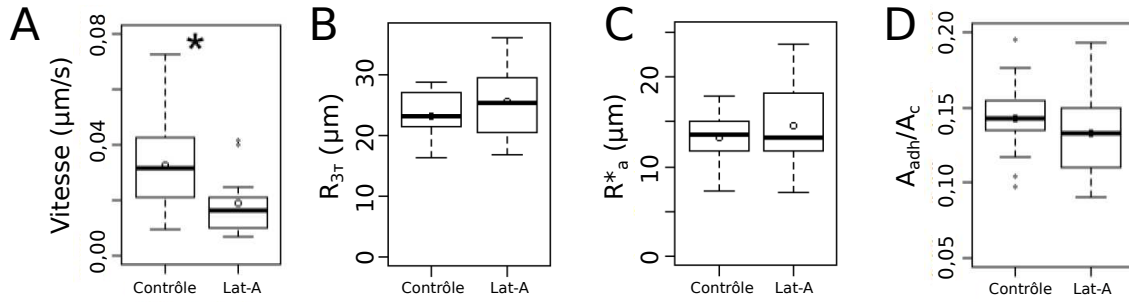 A
Vitesse (µm/s)
0,00
0,04
0,08
*
Contrôle
Lat-A
B
R3τ (µm)
0
10
20
30
Contrôle
Lat-A
C
R*a (µm)
0
10
20
Contrôle
Lat-A
D
Aadh/Ac
0,05
0,10
0,15
0,20
Contrôle
Lat-A